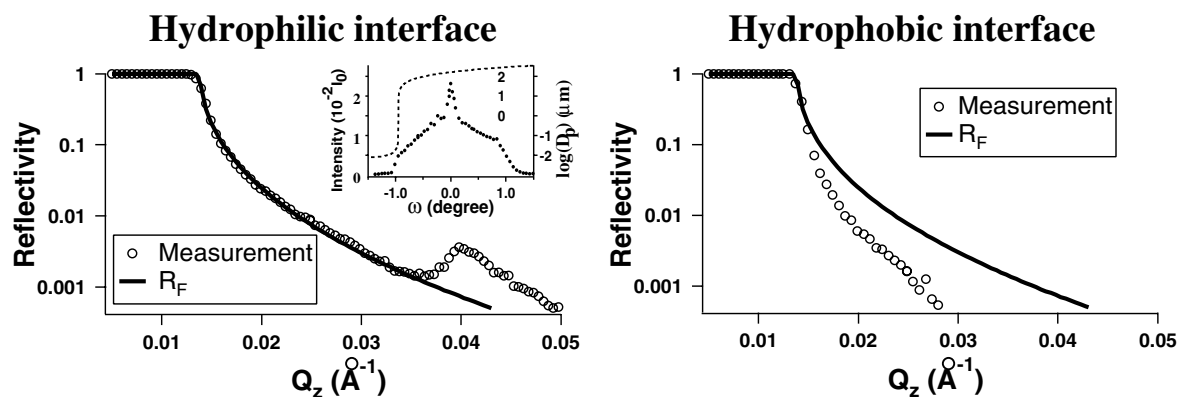 Hydrophilic interface
1
0.1
0.01
0.001
Reflectivity
Measurement
R_F
0.01 0.02 0.03 0.04 0.05
Q_z (Å^-1)
Intensity (10^-2 I_0)
2
1
0
-1.0 0.0 1.0
ω (degree)
2
1
0
-1
-2
log(D_p) (μm)
Hydrophobic interface
1
0.1
0.01
0.001
Reflectivity
Measurement
R_F
0.01 0.02 0.03 0.04 0.05
Q_z (Å^-1)